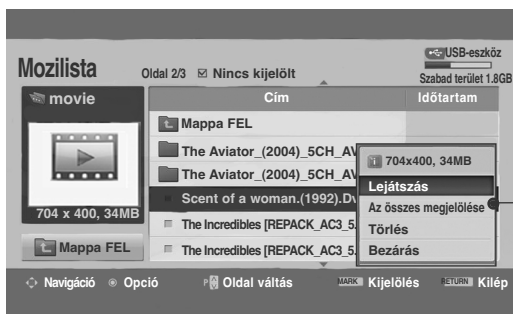 USB-eszköz
Mozilista
Oldal 2/3 ☑ Nincs kijelölt
Szabad terület 1.8GB
movie
Cím
Időtartam
Mappa FEL
The Aviator_(2004)_5CH_AV
The Aviator_(2004)_5CH_AV
Scent of a woman.(1992).Dv
The Incredibles [REPACK_AC3_5.
The Incredibles [REPACK_AC3_5.
704x400, 34MB
Lejátszás
Az összes megjelölése
Törlés
Bezárás
704 x 400, 34MB
Mappa FEL
Navigáció
Opció
P Oldal váltás
MARK Kijelölés
RETURN Kilép